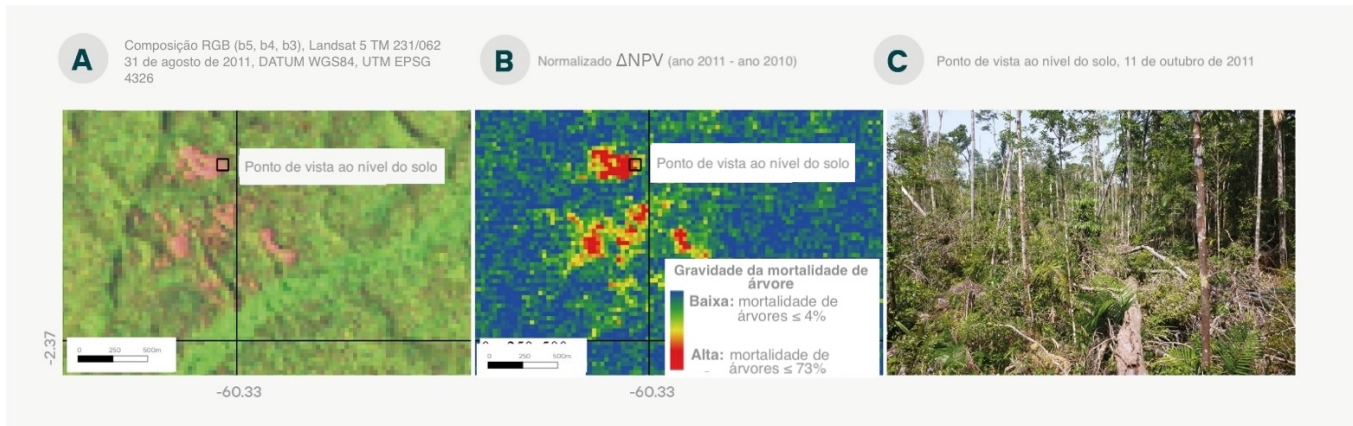 A
Composição RGB (b5, b4, b3), Landsat 5 TM 231/062
31 de agosto de 2011, DATUM WGS84, UTM EPSG
4326
B
Normalizado ΔNPV (ano 2011 - ano 2010)
C
Ponto de vista ao nível do solo, 11 de outubro de 2011
Ponto de vista ao nível do solo
-2.37
0 250 500m
-60.33
Ponto de vista ao nível do solo
Gravidade da mortalidade de
árvore
Baixa: mortalidade de
árvores ≤ 4%
Alta: mortalidade de
árvores ≤ 73%
0 250 500m
-60.33